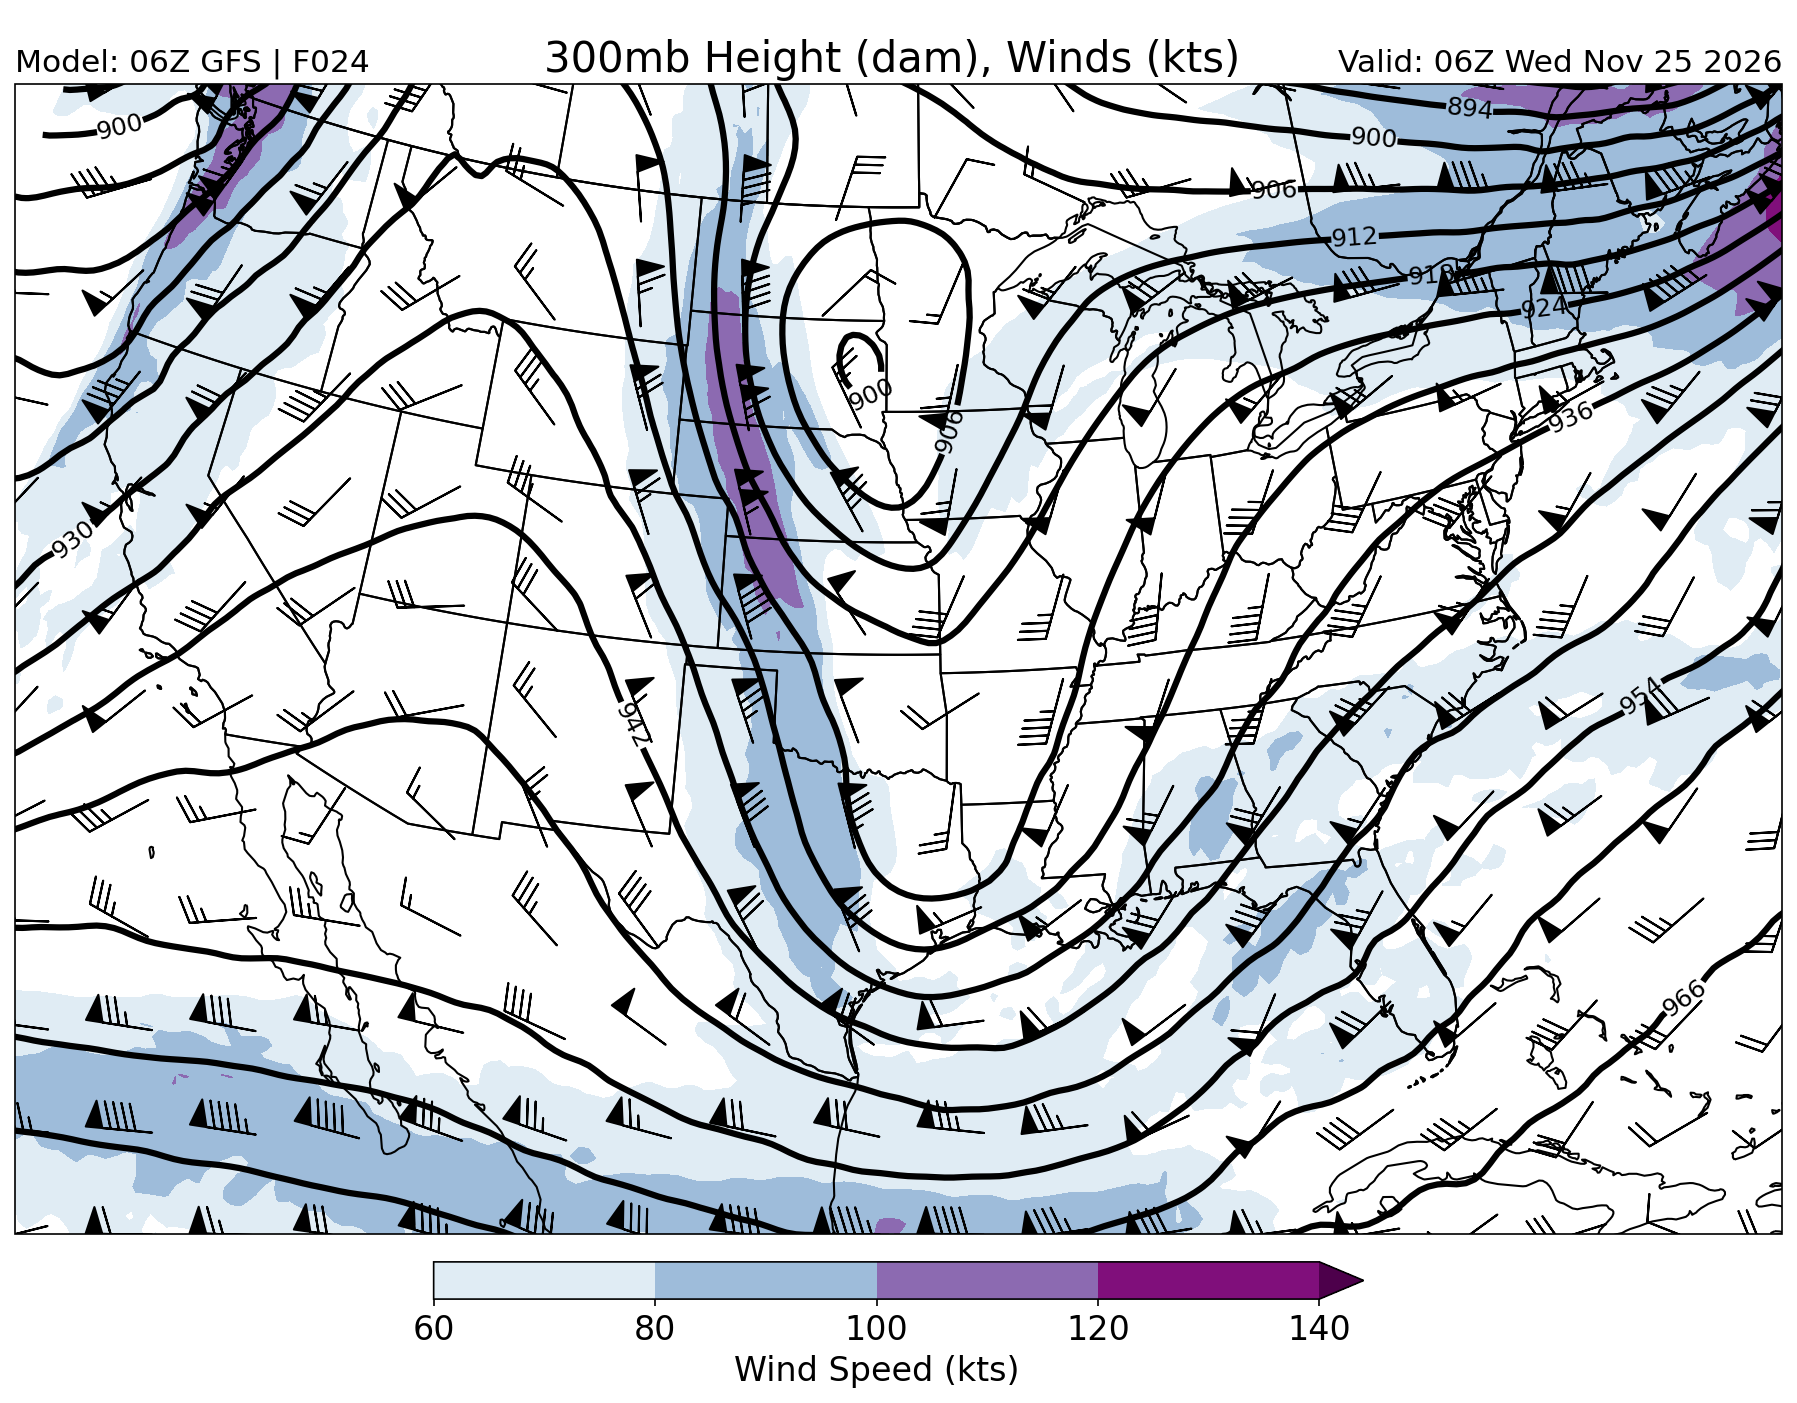 Model: 06Z GFS | F024
300mb Height (dam), Winds (kts)
Valid: 06Z Wed Nov 25 2026
900
894
900
906
912
918
924
900
906
936
930
942
954
966
60 80 100 120 140
Wind Speed (kts)